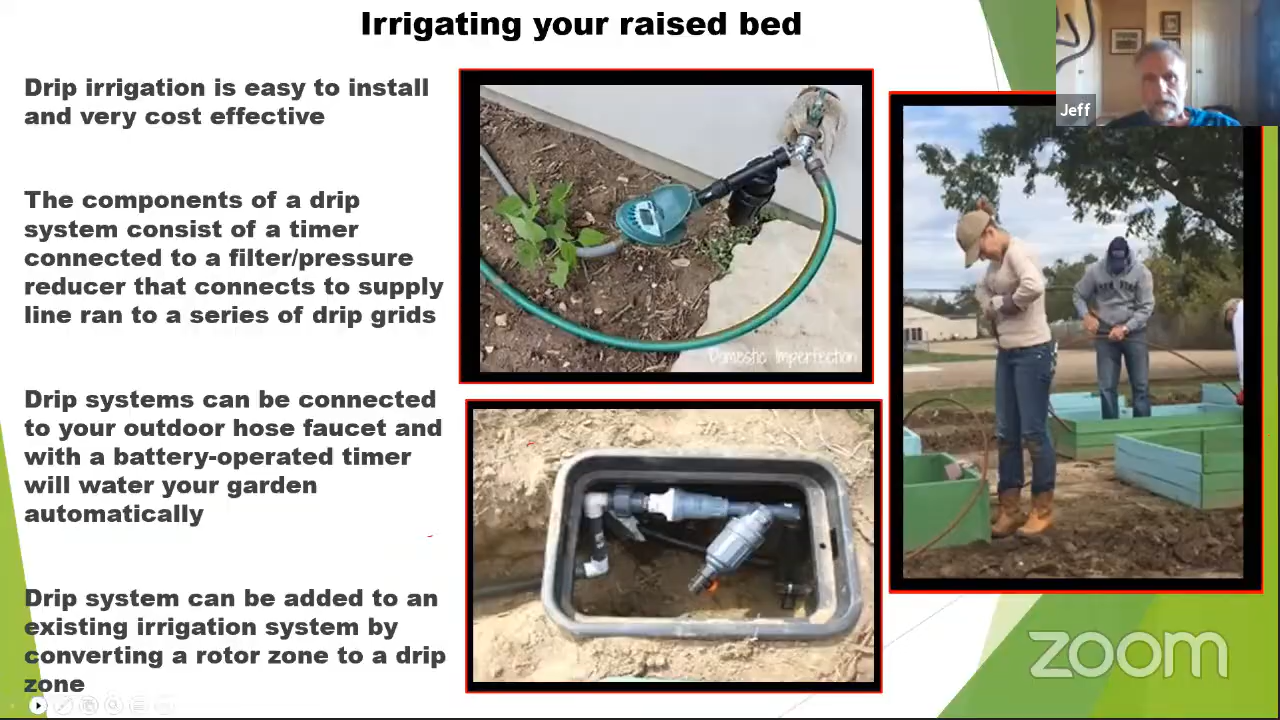 Irrigating your raised bed
Drip irrigation is easy to install
and very cost effective
The components of a drip
system consist of a timer
connected to a filter/pressure
reducer that connects to supply
line ran to a series of drip grids
Drip systems can be connected
to your outdoor hose faucet and
with a battery-operated timer
will water your garden
automatically
Drip system can be added to an
existing irrigation system by
converting a rotor zone to a drip
zone
Domestic Imperfection
Jeff
zoom